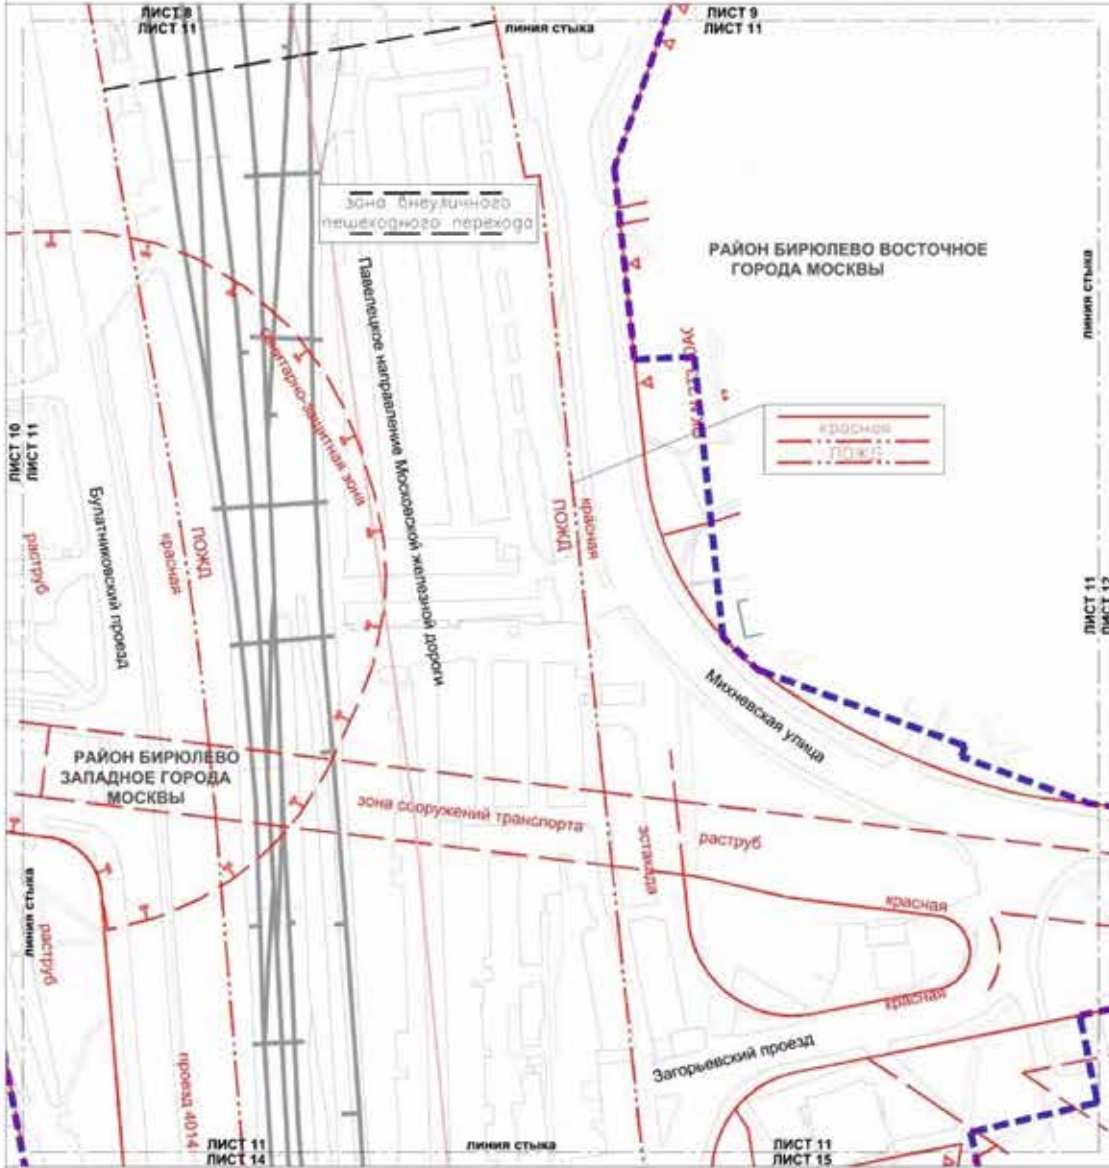 ЛИСТ 8
ЛИСТ 11
линия стыка
ЛИСТ 9
ЛИСТ 11
зона внеуличного
пешеходного перехода
РАЙОН БИРЮЛЕВО ВОСТОЧНОЕ
ГОРОДА МОСКВЫ
линия стыка
Павелецкое направление Московской железной дороги
санитарно-защитная зона
красная
ПОЖД
ЛИСТ 10
ЛИСТ 11
раструб
Булатниковский проезд
красная
ПОЖД
ПОЖД
красная
ЛИСТ 11
ЛИСТ 12
Михневская улица
РАЙОН БИРЮЛЕВО
ЗАПАДНОЕ ГОРОДА
МОСКВЫ
зона сооружений транспорта
эстакада
раструб
красная
линия стыка
раструб
красная
Загорьевский проезд
проезд 4014
ЛИСТ 11
ЛИСТ 14
линия стыка
ЛИСТ 11
ЛИСТ 15